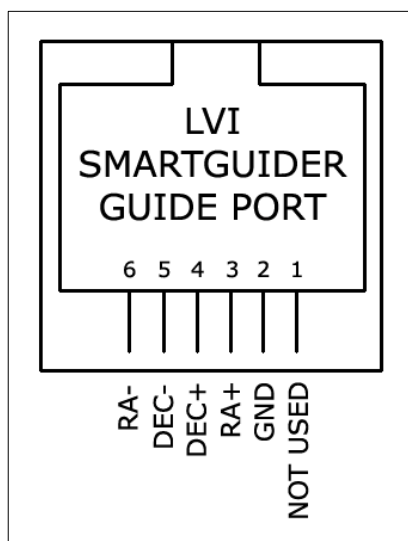 LVI
SMARTGUIDER
GUIDE PORT
6 5 4 3 2 1
RA-
DEC-
DEC+
RA+
GND
NOT USED